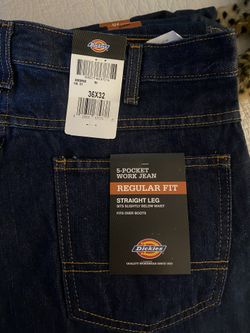 Dickies
36X32
5-POCKET
WORK JEAN
REGULAR FIT
STRAIGHT LEG
SITS SLIGHTLY BELOW WAIST
FITS OVER BOOTS
Dickies
QUALITY WORKWEAR SINCE 1922